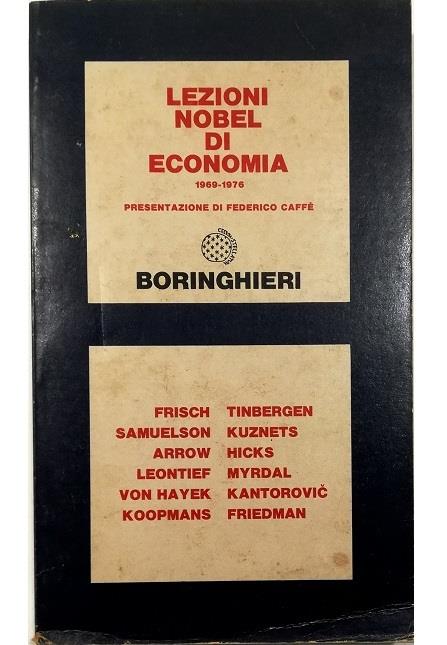 LEZIONI
NOBEL
DI
ECONOMIA
1969-1976
PRESENTAZIONE DI FEDERICO CAFFÈ
BORINGHIERI
FRISCH TINBERGEN
SAMUELSON KUZNETS
ARROW HICKS
LEONTIEF MYRDAL
VON HAYEK KANTOROVIČ
KOOPMANS FRIEDMAN